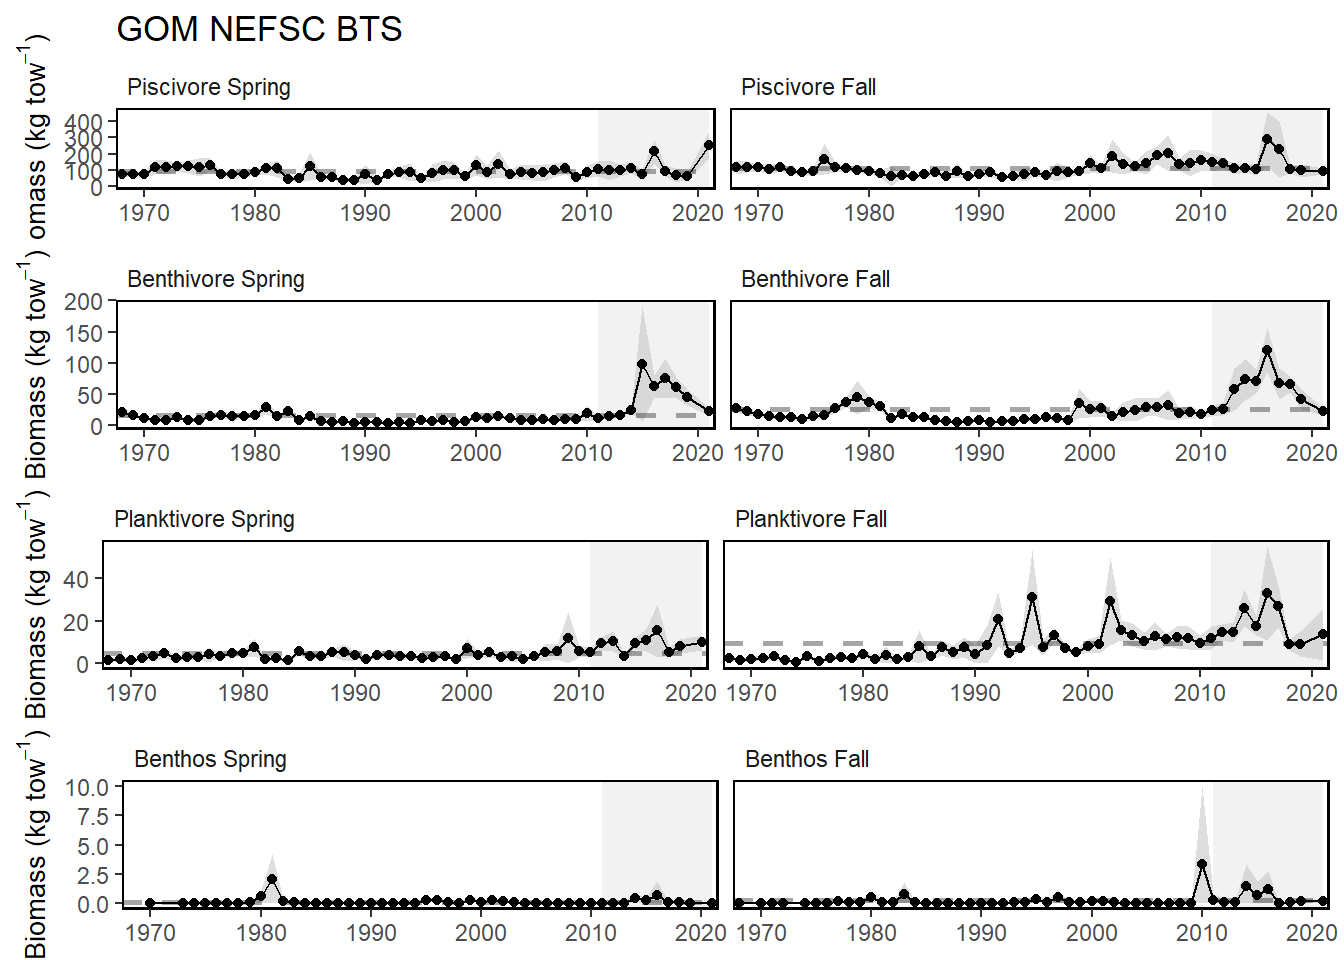 GOM NEFSC BTS
Piscivore Spring
Piscivore Fall
omass (kg tow−1)
400
300
200
100
0
1970 1980 1990 2000 2010 2020
1970 1980 1990 2000 2010 2020
Benthivore Spring
Benthivore Fall
Biomass (kg tow−1)
200
150
100
50
0
1970 1980 1990 2000 2010 2020
1970 1980 1990 2000 2010 2020
Planktivore Spring
Planktivore Fall
Biomass (kg tow−1)
40
20
0
1970 1980 1990 2000 2010 2020
1970 1980 1990 2000 2010 2020
Benthos Spring
Benthos Fall
Biomass (kg tow−1)
10.0
7.5
5.0
2.5
0.0
1970 1980 1990 2000 2010 2020
1970 1980 1990 2000 2010 2020